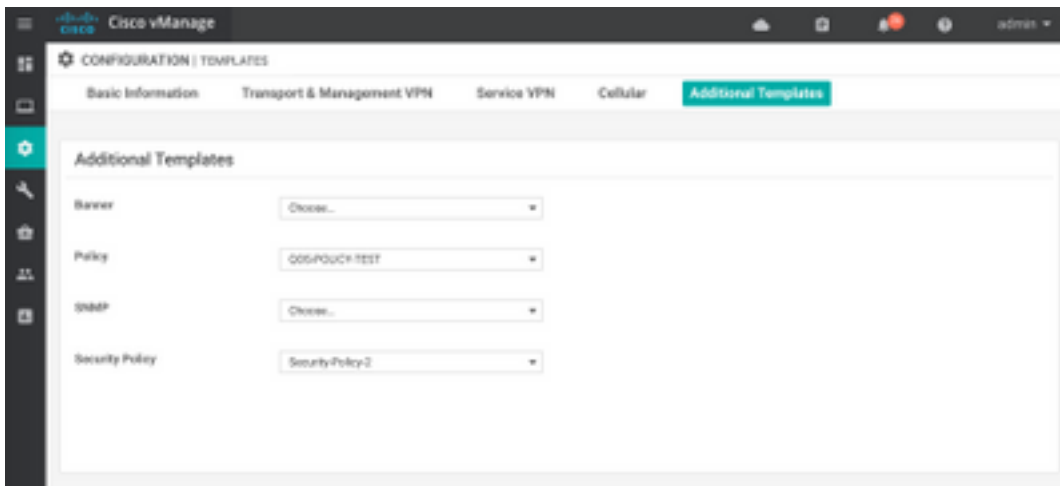 CISCO Cisco vManage admin
CONFIGURATION | TEMPLATES
Basic Information Transport & Management VPN Service VPN Cellular Additional Templates
Additional Templates
Banner Choose...
Policy QOS-POLICY-TEST
SNMP Choose...
Security Policy Security-Policy-2